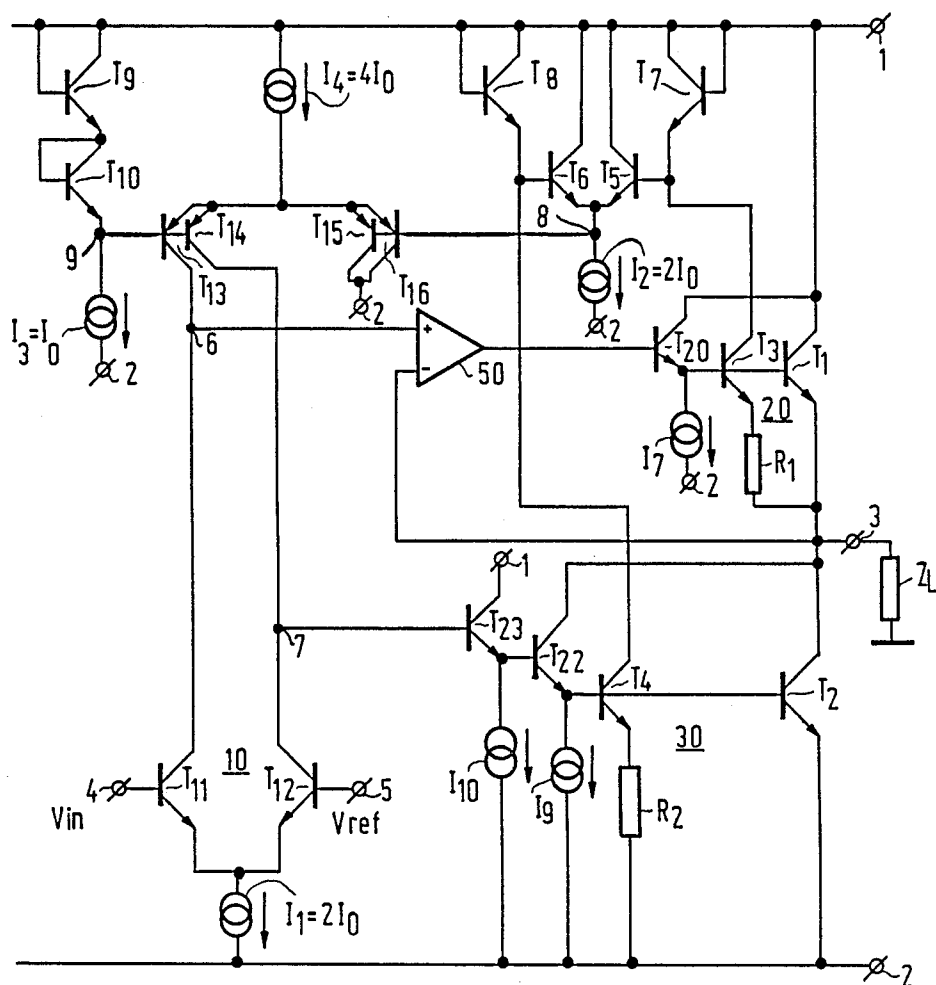 1
T9
I4=4I0
T8
T7
T10
T6
T5
8
9
T14
T15
T13
T16
I2=2I0
2
2
I3=I0
2
6
+
-
50
T20
T3
T1
20
I7
2
R1
3
ZL
1
7
T23
T22
T4
T2
30
10
T11
T12
4
5
Vin
Vref
I10
I9
R2
I1=2I0
2